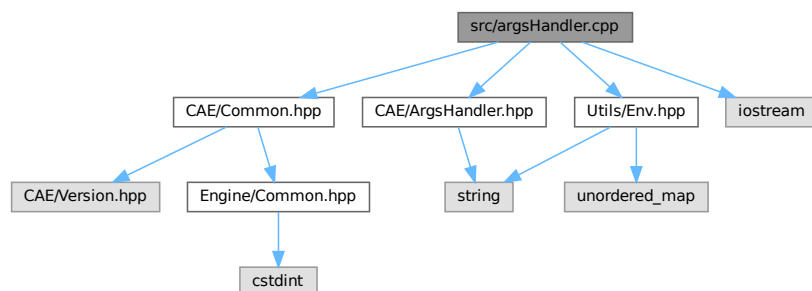 src/argsHandler.cpp
CAE/Common.hpp
CAE/ArgsHandler.hpp
Utils/Env.hpp
iostream
CAE/Version.hpp
Engine/Common.hpp
string
unordered_map
cstdint